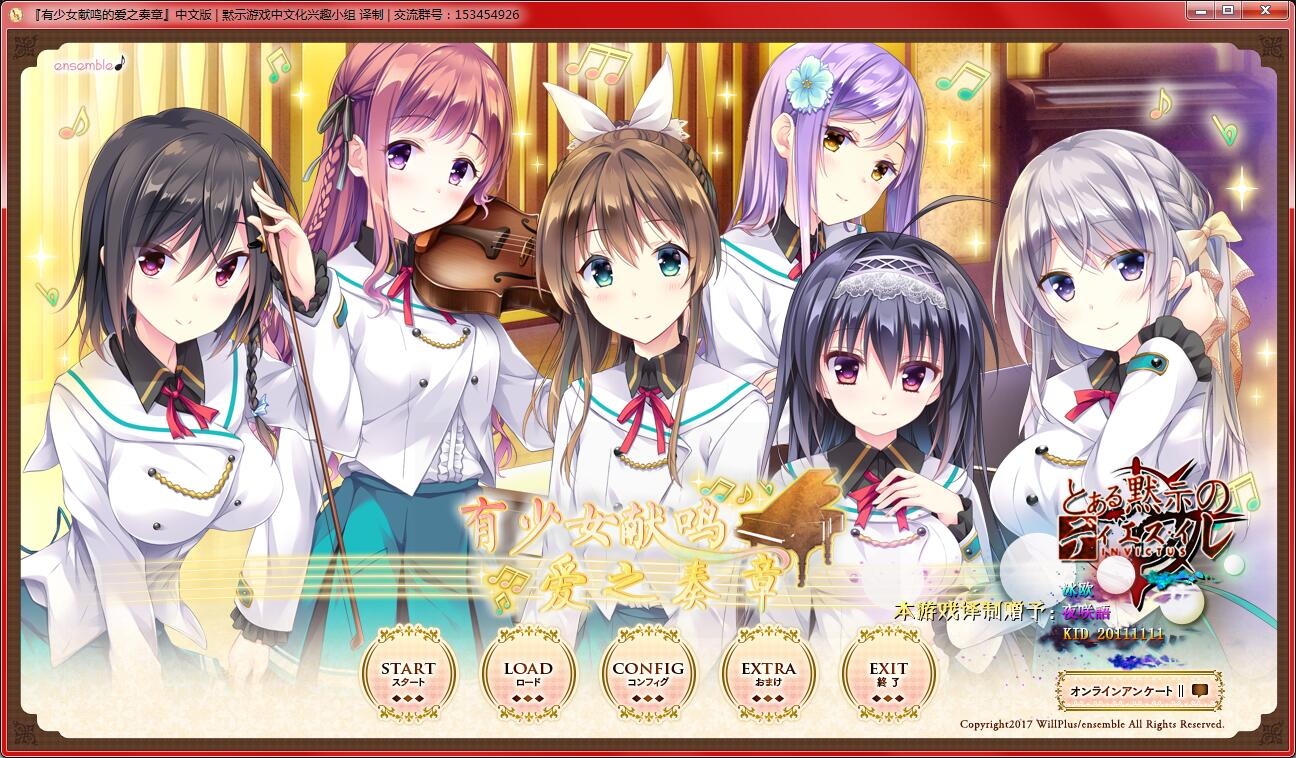 『有少女献鸣的爱之奏章』中文版 | 黙示游戏中文化兴趣小组 译制 | 交流群号：153454926
ensemble
有少女献鸣
爱之奏章
とある黙示の
ディエスイレ
INVICTUS
冰欧
本游戏译制赠予：夜咲語
KID_20111111
START
スタート
LOAD
ロード
CONFIG
コンフィグ
EXTRA
おまけ
EXIT
終了
オンラインアンケート
Copyright2017 WillPlus/ensemble All Rights Reserved.